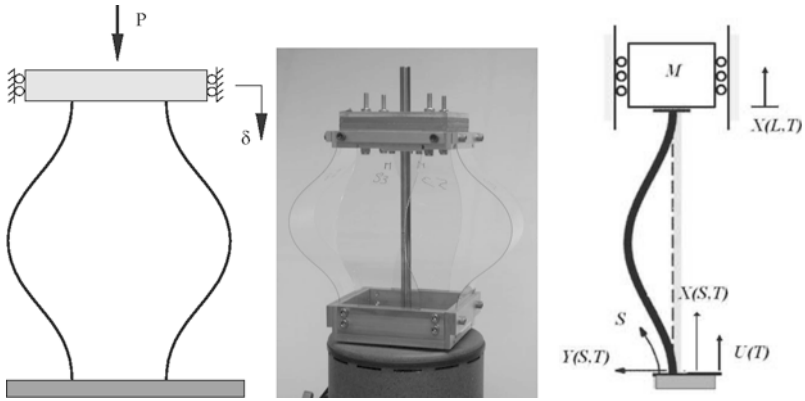 P
δ
M
X(L,T)
X(S,T)
S
Y(S,T)
U(T)